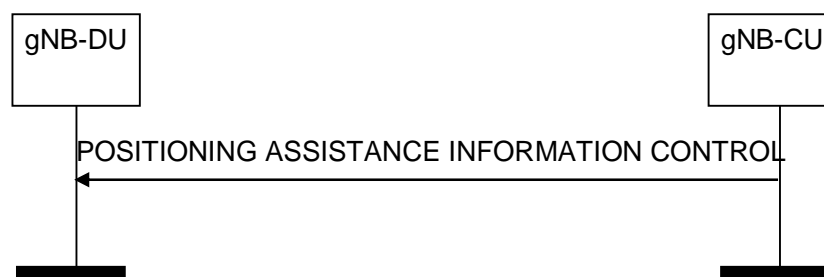 gNB-DU
gNB-CU
POSITIONING ASSISTANCE INFORMATION CONTROL